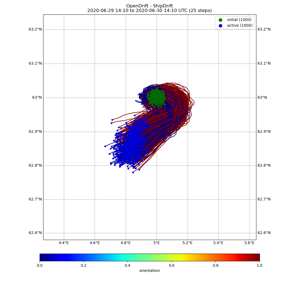 OpenDrift - ShipDrift
2020-06-29 14:10 to 2020-06-30 14:10 UTC (25 steps)
initial (1000)
active (1000)
63.2°N 63.2°N
63.1°N 63.1°N
63°N 63°N
62.9°N 62.9°N
62.8°N 62.8°N
62.7°N 62.7°N
62.6°N 62.6°N
4.4°E 4.6°E 4.8°E 5°E 5.2°E 5.4°E 5.6°E
0.0 0.2 0.4 0.6 0.8 1.0
orientation